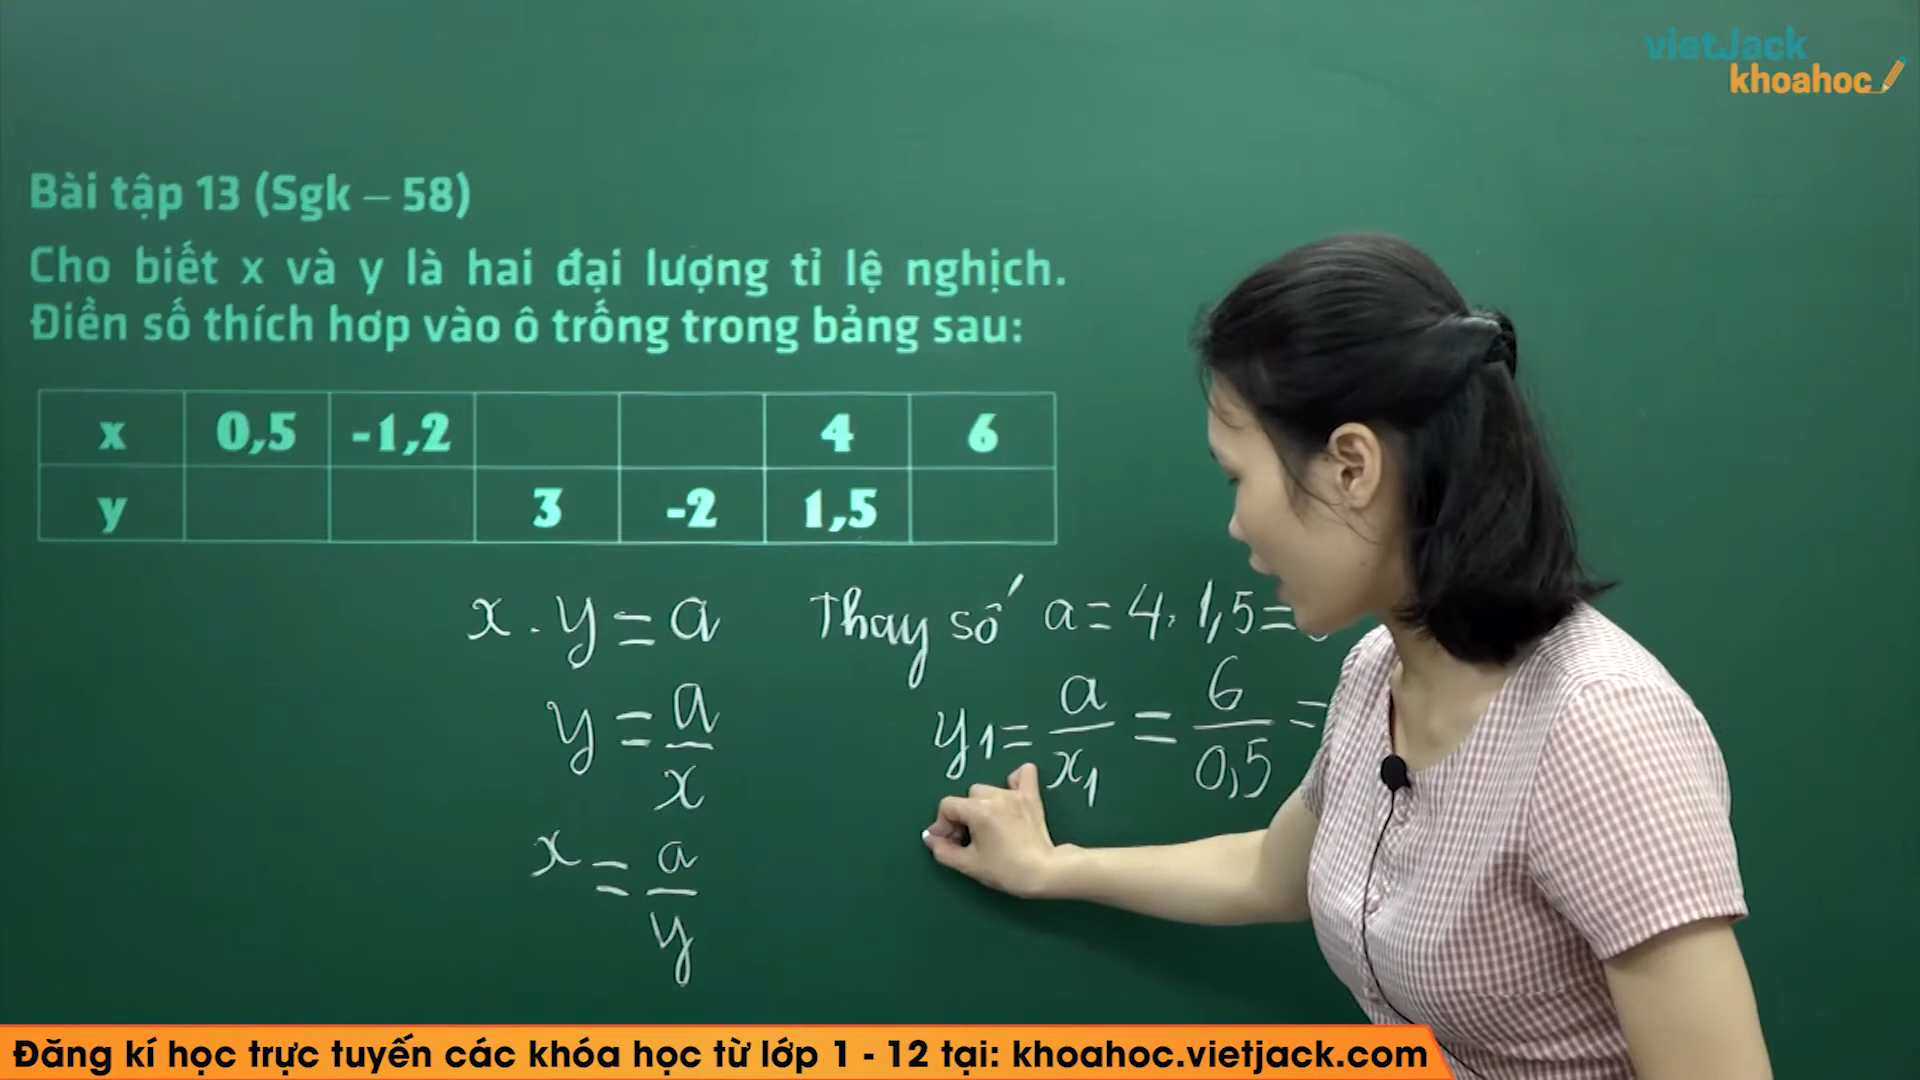 vietJack
khoahoc
Bài tập 13 (Sgk – 58)
Cho biết x và y là hai đại lượng tỉ lệ nghịch.
Điền số thích hơp vào ô trống trong bảng sau:
x 0,5 -1,2 4 6
y 3 -2 1,5
x . y = a
y = a/x
x = a/y
Thay số a = 4 . 1,5 =
y1 = a/x1 = 6/0,5 =
Đăng kí học trực tuyến các khóa học từ lớp 1 - 12 tại: khoahoc.vietjack.com